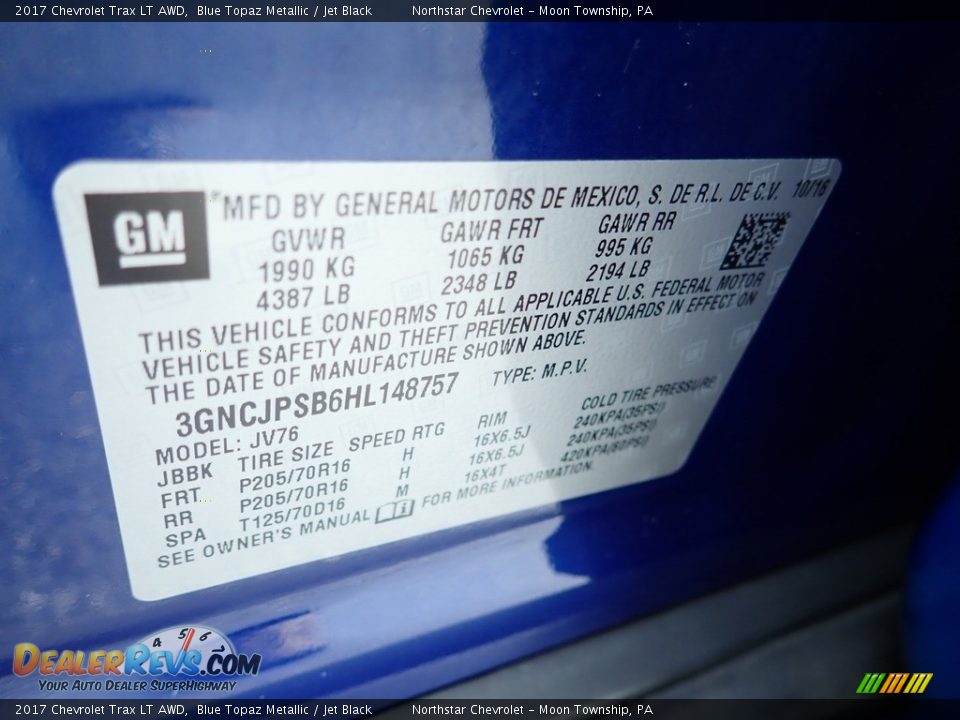 2017 Chevrolet Trax LT AWD,  Blue Topaz Metallic / Jet Black          Northstar Chevrolet - Moon Township, PA
GM
MFD BY GENERAL MOTORS DE MEXICO, S. DE R.L. DE C.V. 10/16
GVWR GAWR FRT GAWR RR
1990 KG 1065 KG 995 KG
4387 LB 2348 LB 2194 LB
THIS VEHICLE CONFORMS TO ALL APPLICABLE U.S. FEDERAL MOTOR
VEHICLE SAFETY AND THEFT PREVENTION STANDARDS IN EFFECT ON
THE DATE OF MANUFACTURE SHOWN ABOVE.
3GNCJPSB6HL148757 TYPE: M.P.V.
MODEL: JV76
JBBK TIRE SIZE SPEED RTG RIM COLD TIRE PRESSURE
FRT P205/70R16 H 16X6.5J 240KPA(35PSI)
RR P205/70R16 H 16X6.5J 240KPA(35PSI)
SPA T125/70D16 M 16X4T 420KPA(60PSI)
SEE OWNER'S MANUAL FOR MORE INFORMATION.
4 5 6
DEALERREVS.COM
YOUR AUTO DEALER SUPERHIGHWAY
2017 Chevrolet Trax LT AWD,  Blue Topaz Metallic / Jet Black          Northstar Chevrolet - Moon Township, PA